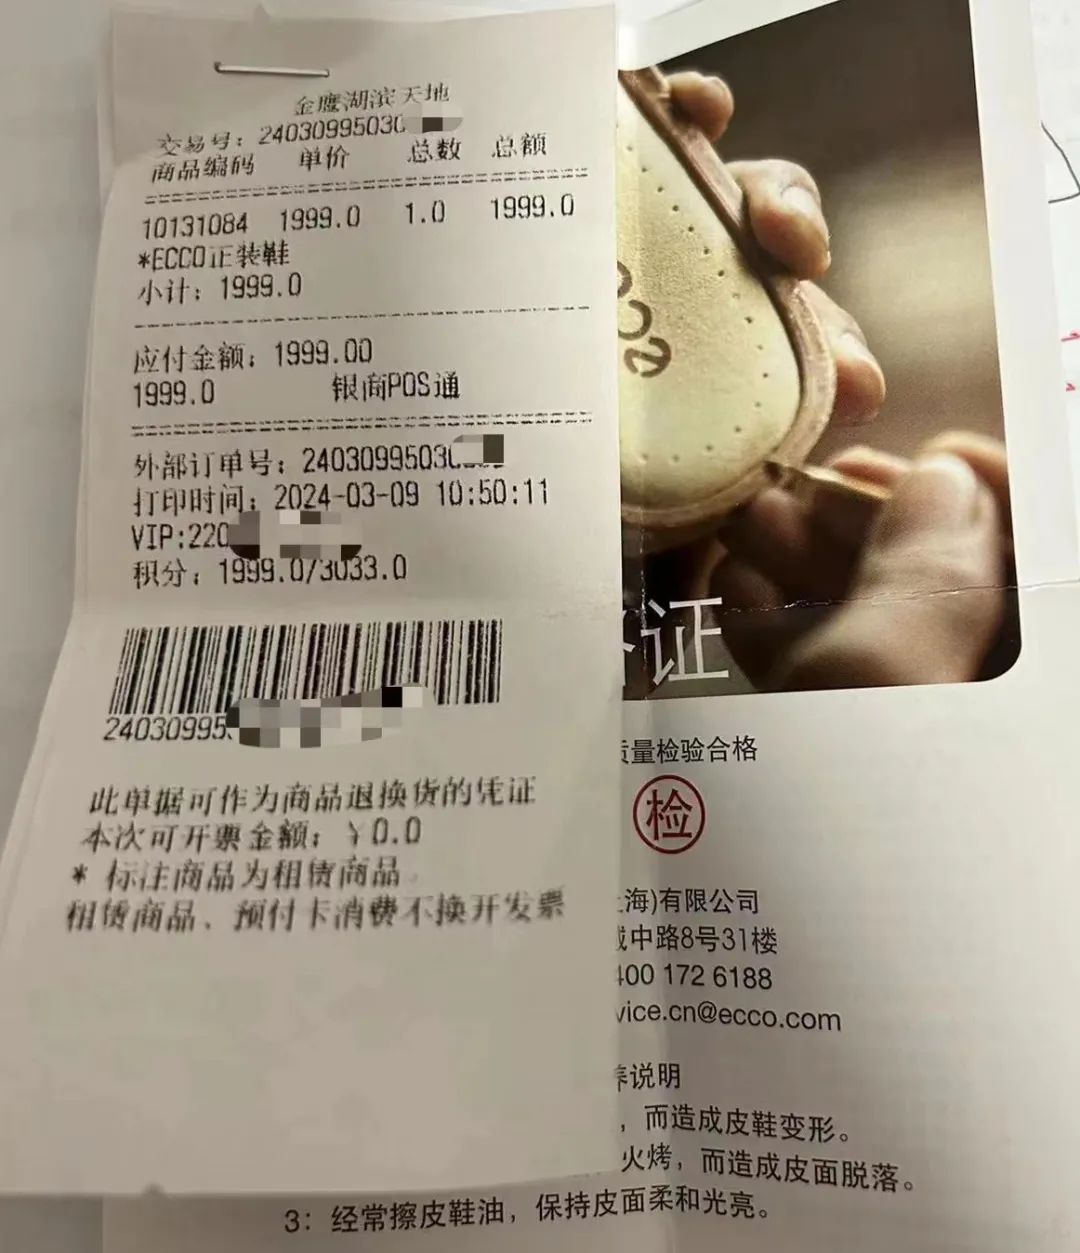 金鹰湖滨天地
交易号：24030995030
商品编码 单价 总数 总额
10131084 1999.0 1.0 1999.0
*ECCO正装鞋
小计：1999.0
应付金额：1999.00
1999.0 银商POS通
外部订单号：24030995030
打印时间：2024-03-09 10:50:11
VIP:220
积分：1999.0/3033.0
24030995
此单据可作为商品退换货的凭证
本次可开票金额：￥0.0
* 标注商品为租赁商品
租赁商品、预付卡消费不换开发票
ecco
证
质量检验合格
检
上海)有限公司
中路8号31楼
400 172 6188
vice.cn@ecco.com
养说明
，而造成皮鞋变形。
火烤，而造成皮面脱落。
3：经常擦皮鞋油，保持皮面柔和光亮。